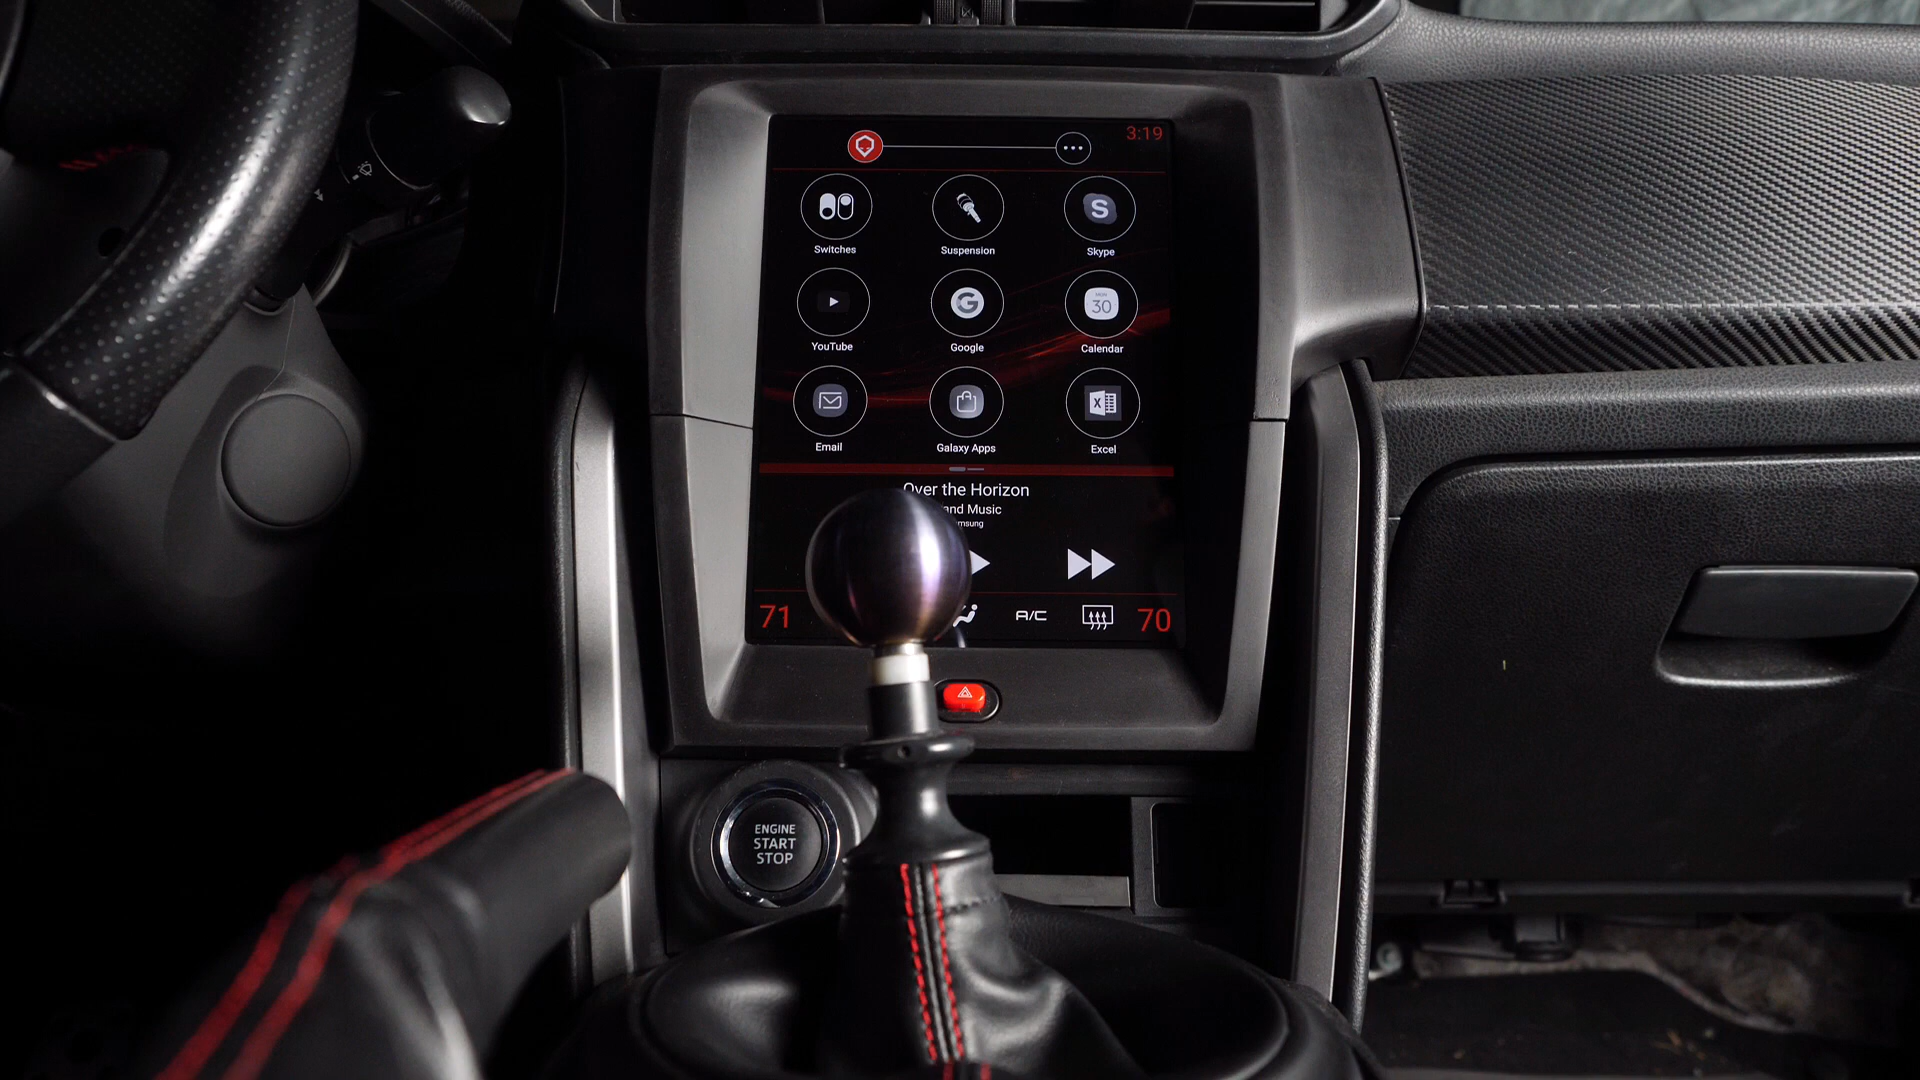 3:19
Switches
Suspension
Skype
YouTube
Google
30
Calendar
Email
Galaxy Apps
Excel
Over the Horizon
and Music
msung
71
A/C
70
ENGINE
START
STOP